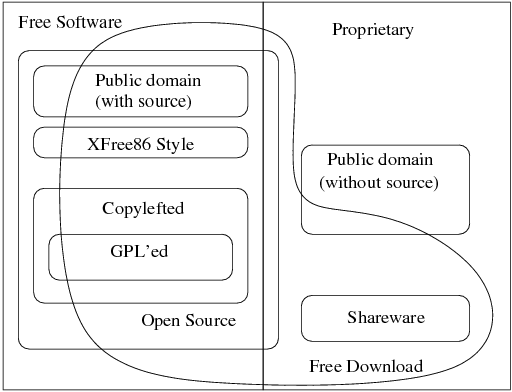 Free Software
Proprietary
Public domain
(with source)
XFree86 Style
Copylefted
GPL'ed
Open Source
Public domain
(without source)
Shareware
Free Download